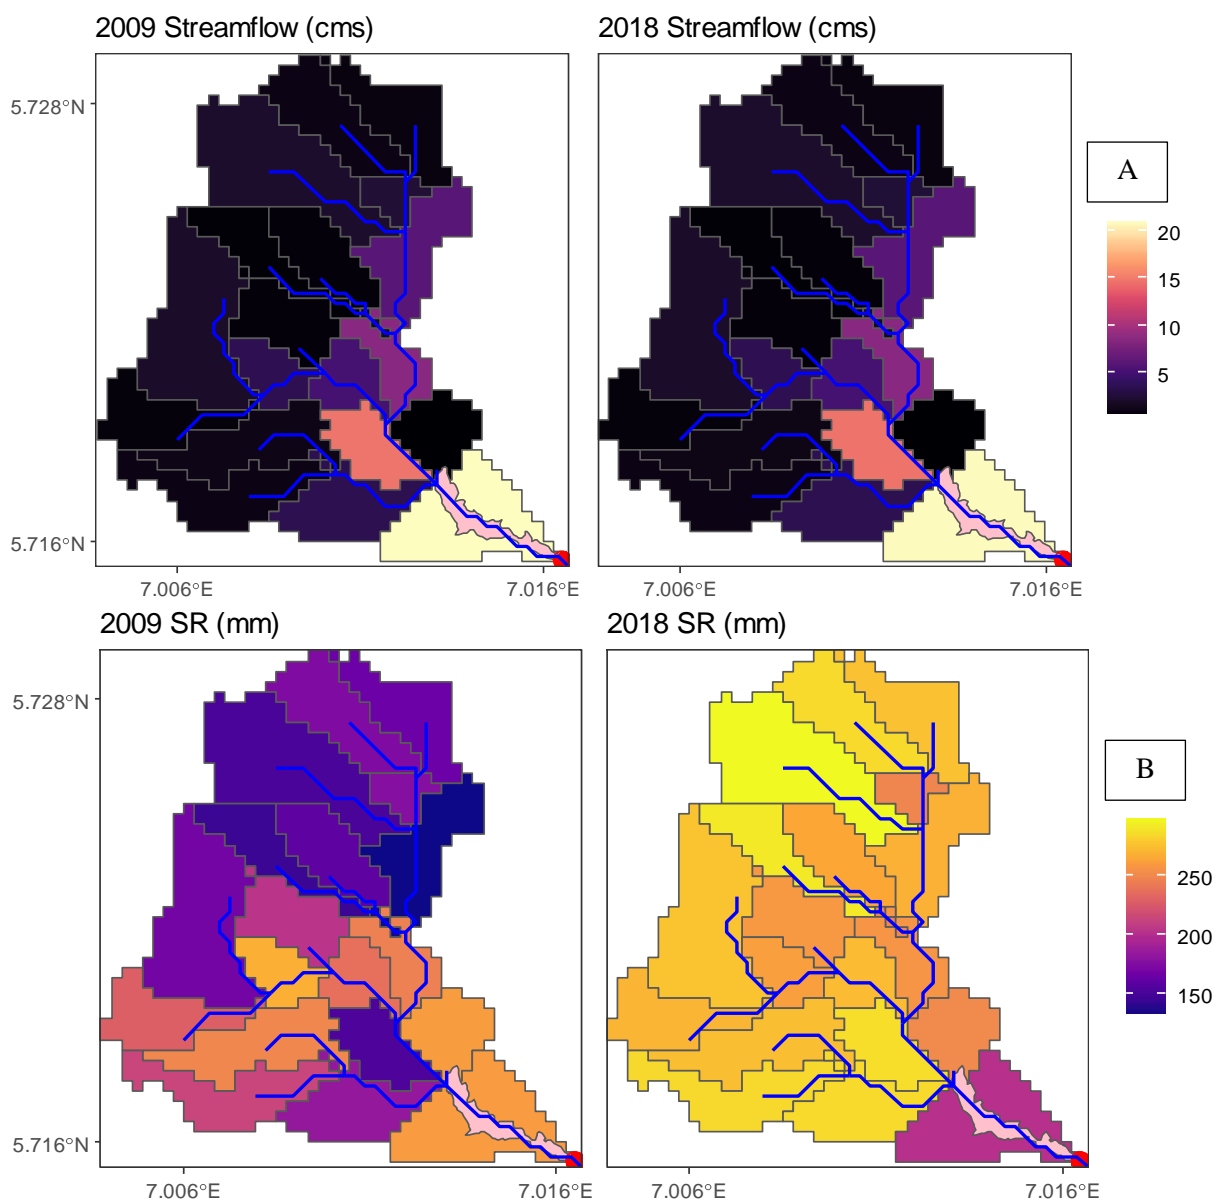 2009 Streamflow (cms)
2018 Streamflow (cms)
5.728°N
5.716°N
7.006°E
7.016°E
7.006°E
7.016°E
A
20
15
10
5
2009 SR (mm)
2018 SR (mm)
5.728°N
5.716°N
7.006°E
7.016°E
7.006°E
7.016°E
B
250
200
150